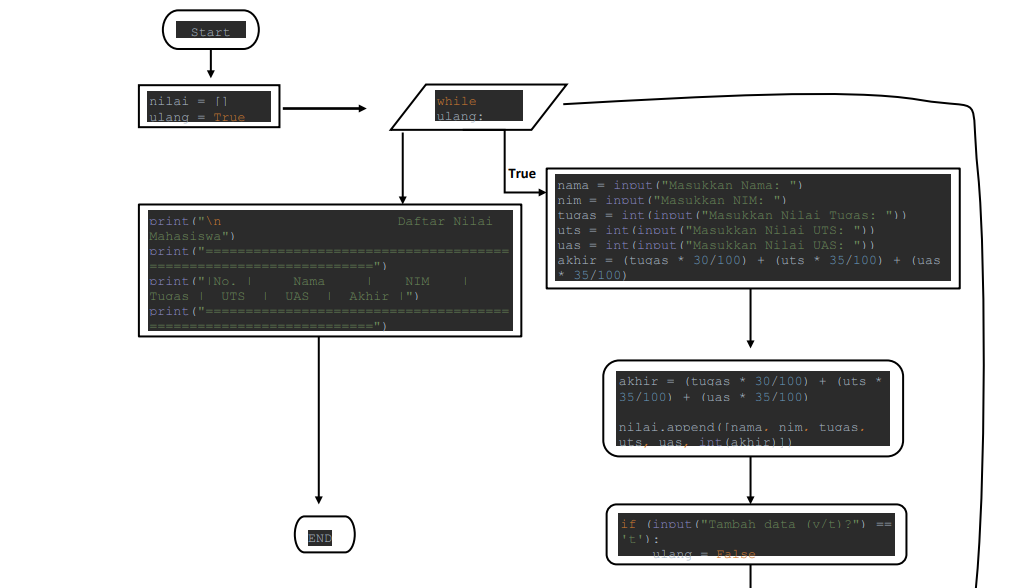 Start
nilai = []
ulang = True
while
ulang:
True
nama = input("Masukkan Nama: ")
nim = input("Masukkan NIM: ")
tugas = int(input("Masukkan Nilai Tugas: "))
uts = int(input("Masukkan Nilai UTS: "))
uas = int(input("Masukkan Nilai UAS: "))
akhir = (tugas * 30/100) + (uts * 35/100) + (uas
* 35/100)
print("\n Daftar Nilai
Mahasiswa")
print("======================================
============================")
print("|No. | Nama | NIM |
Tugas | UTS | UAS | Akhir |")
print("======================================
============================")
akhir = (tugas * 30/100) + (uts *
35/100) + (uas * 35/100)
nilai.append([nama, nim, tugas,
uts, uas, int(akhir)])
if (input("Tambah data (y/t)?") ==
't'):
ulang = False
END